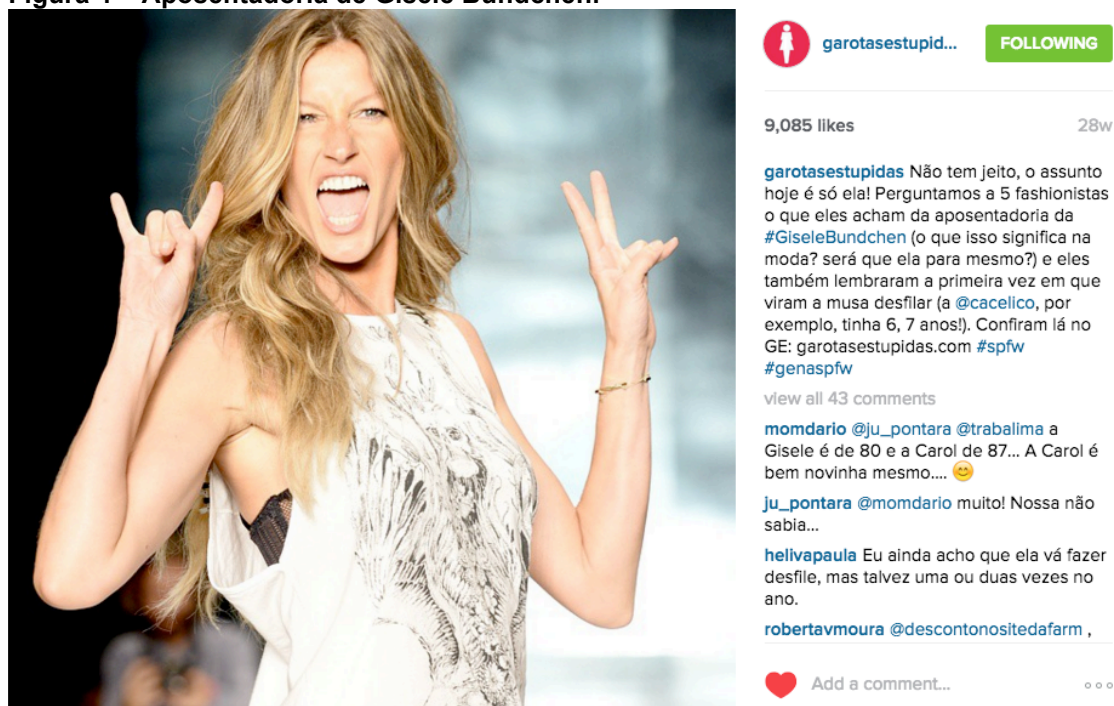 Aposentadoria de Gisele Bundchen
garotasestupid...
FOLLOWING
9,085 likes
28w
garotasestupidas Não tem jeito, o assunto
hoje é só ela! Perguntamos a 5 fashionistas
o que eles acham da aposentadoria da
#GiseleBundchen (o que isso significa na
moda? será que ela para mesmo?) e eles
também lembraram a primeira vez em que
viram a musa desfilar (a @cacelico, por
exemplo, tinha 6, 7 anos!). Confiram lá no
GE: garotasestupidas.com #spfw
#genaspfw
view all 43 comments
momdario @ju_pontara @trabalima a
Gisele é de 80 e a Carol de 87... A Carol é
bem novinha mesmo.... 😊
ju_pontara @momdario muito! Nossa não
sabia...
helivapaula Eu ainda acho que ela vá fazer
desfile, mas talvez uma ou duas vezes no
ano.
robertavmoura @descontonositedafarm ,
Add a comment...